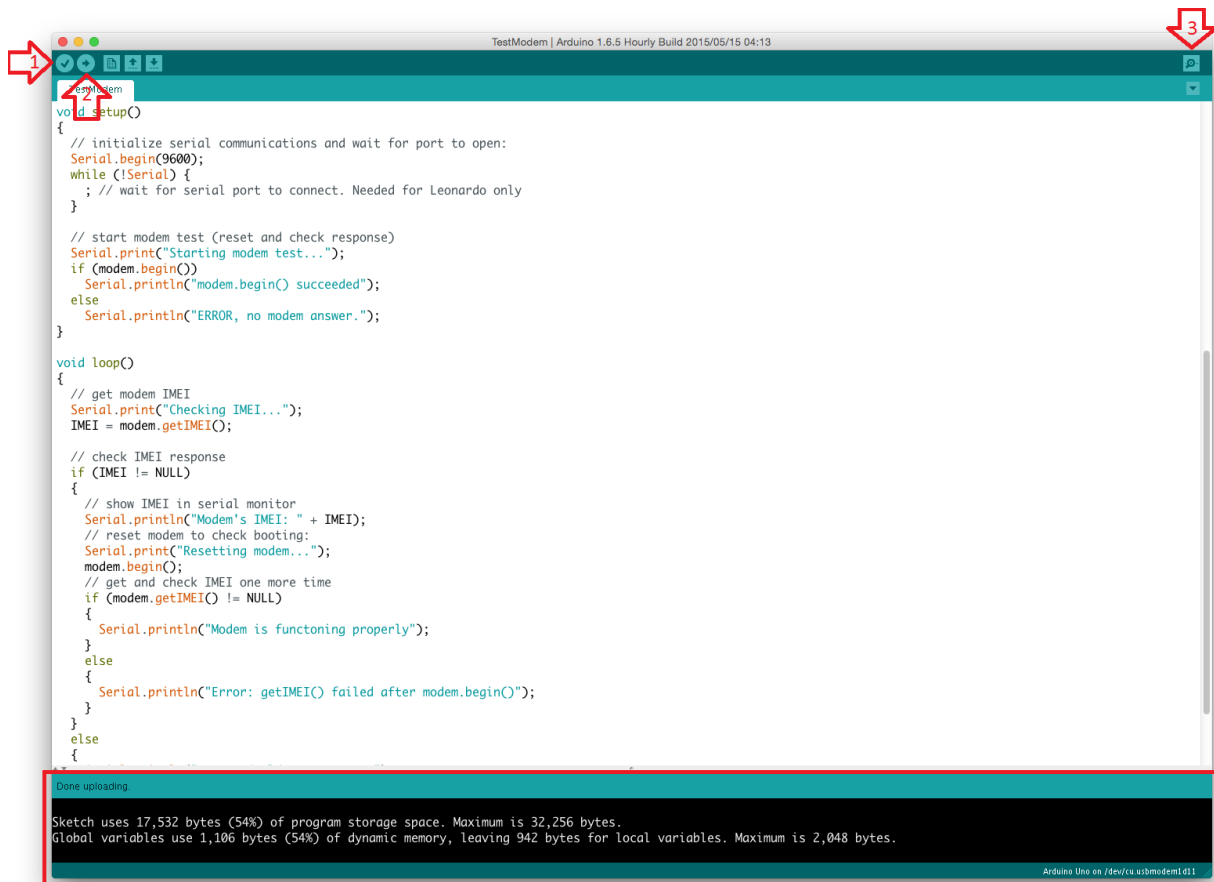 3
TestModem | Arduino 1.6.5 Hourly Build 2015/05/15 04:13
1
TestModem
2
void setup()
{
  // initialize serial communications and wait for port to open:
  Serial.begin(9600);
  while (!Serial) {
    ; // wait for serial port to connect. Needed for Leonardo only
  }
  // start modem test (reset and check response)
  Serial.print("Starting modem test...");
  if (modem.begin())
    Serial.println("modem.begin() succeeded");
  else
    Serial.println("ERROR, no modem answer.");
}
void loop()
{
  // get modem IMEI
  Serial.print("Checking IMEI...");
  IMEI = modem.getIMEI();
  // check IMEI response
  if (IMEI != NULL)
  {
    // show IMEI in serial monitor
    Serial.println("Modem's IMEI: " + IMEI);
    // reset modem to check booting:
    Serial.print("Resetting modem...");
    modem.begin();
    // get and check IMEI one more time
    if (modem.getIMEI() != NULL)
    {
      Serial.println("Modem is functoning properly");
    }
    else
    {
      Serial.println("Error: getIMEI() failed after modem.begin()");
    }
  }
  else
  {
Done uploading.
Sketch uses 17,532 bytes (54%) of program storage space. Maximum is 32,256 bytes.
Global variables use 1,106 bytes (54%) of dynamic memory, leaving 942 bytes for local variables. Maximum is 2,048 bytes.
Arduino Uno on /dev/cu.usbmodem1d11